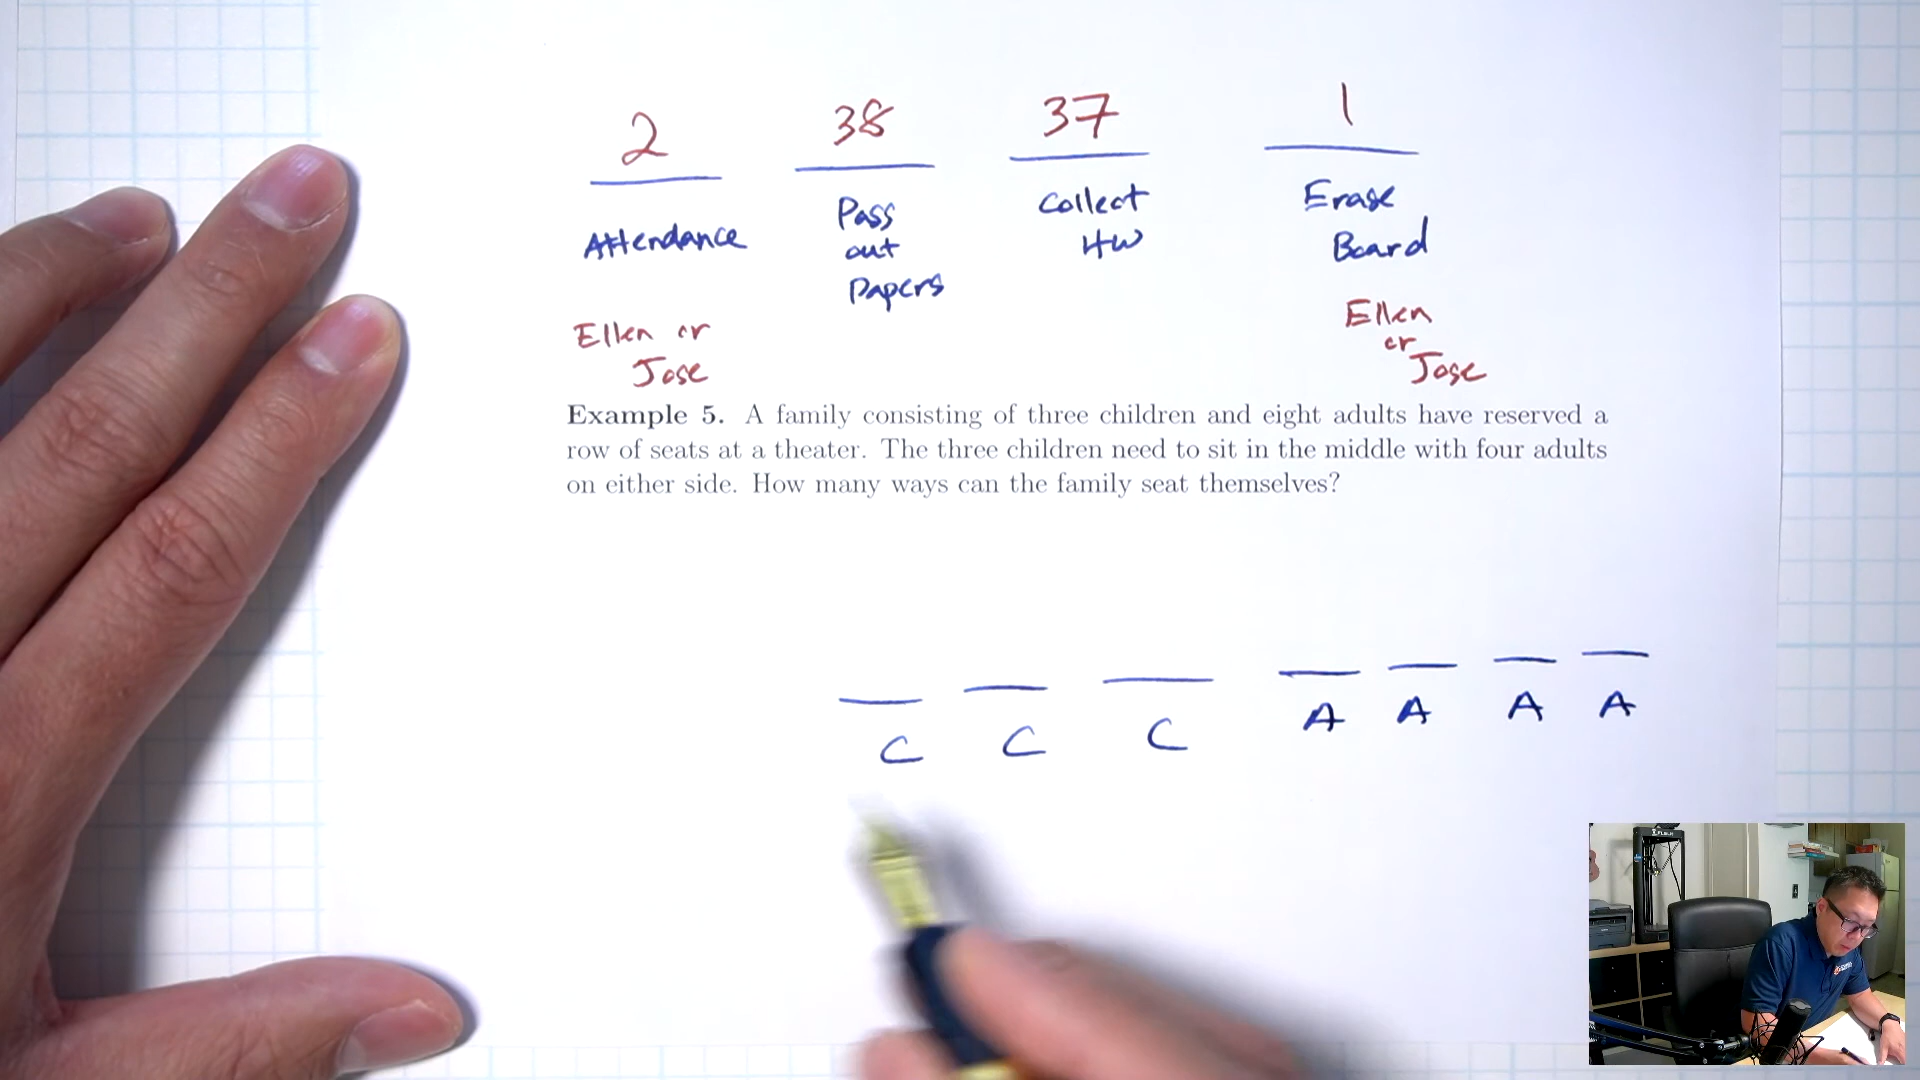 2 38 37 1
Attendance
Pass
out
Papers
Collect
HW
Erase
Board
Ellen or
Jose
Ellen
or
Jose
Example 5. A family consisting of three children and eight adults have reserved a
row of seats at a theater. The three children need to sit in the middle with four adults
on either side. How many ways can the family seat themselves?
C C C A A A A